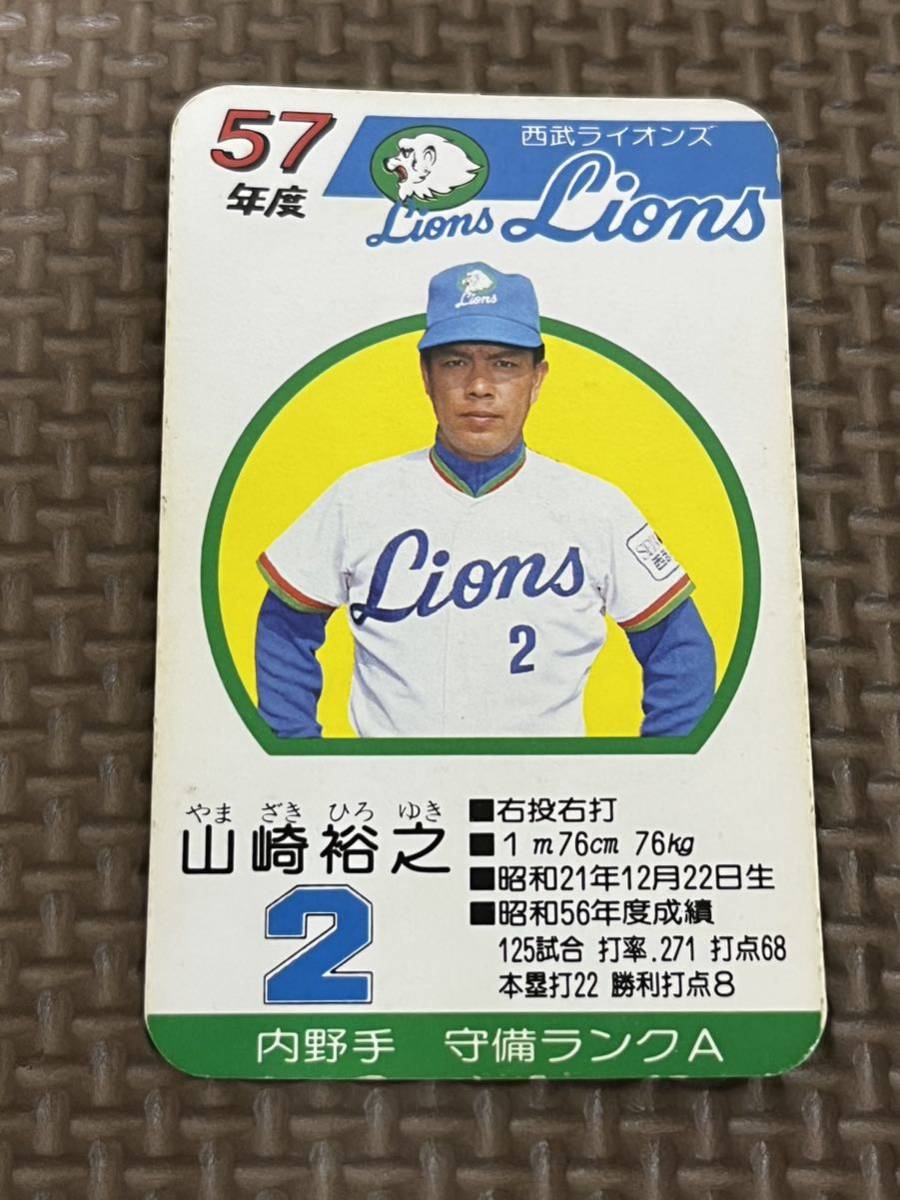 57
年度
西武ライオンズ
Lions
Lions
Lions
Lions
2
やま ざき ひろ ゆき
山崎裕之
2
■右投右打
■1m76cm 76kg
■昭和21年12月22日生
■昭和56年度成績
125試合 打率.271 打点68
本塁打22 勝利打点8
内野手 守備ランクA